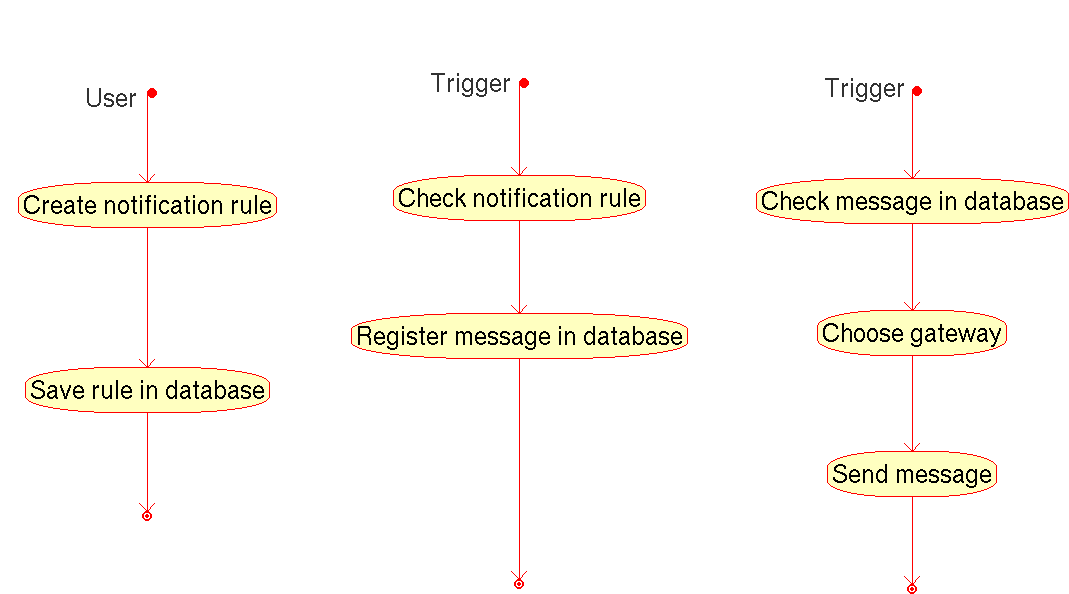 User
Create notification rule
Save rule in database
Trigger
Check notification rule
Register message in database
Trigger
Check message in database
Choose gateway
Send message